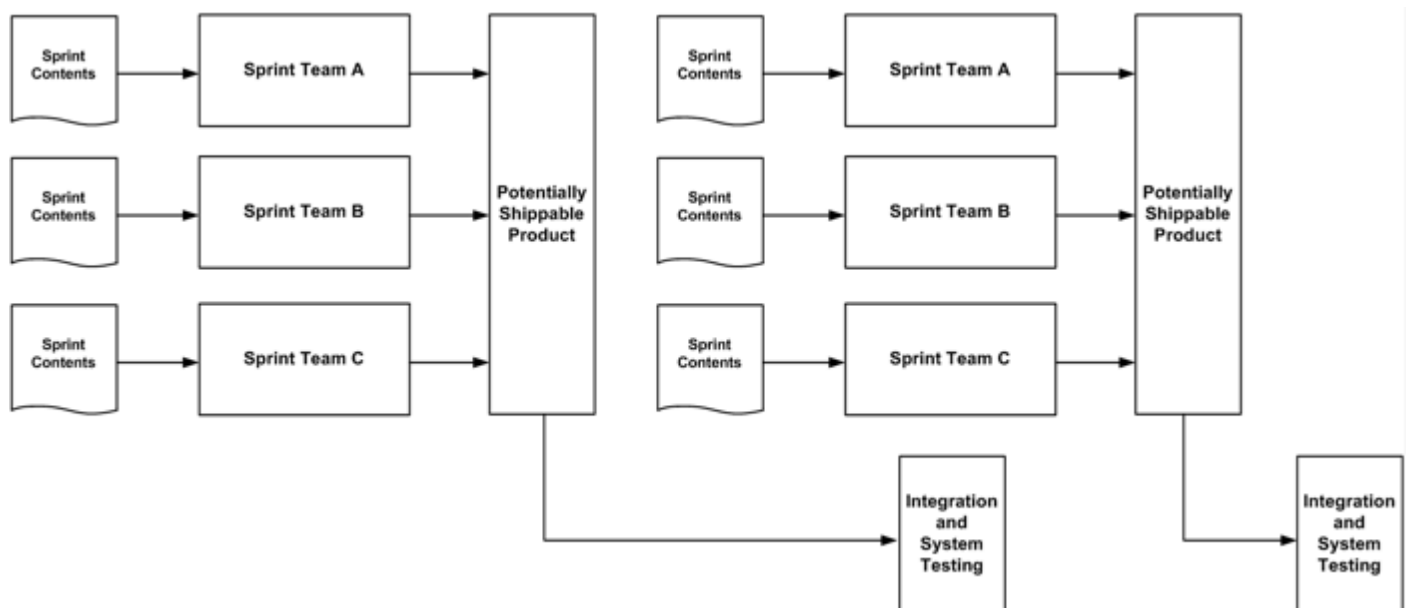 Sprint
Contents
Sprint Team A
Sprint
Contents
Sprint Team B
Sprint
Contents
Sprint Team C
Potentially
Shippable
Product
Integration
and
System
Testing
Sprint
Contents
Sprint Team A
Sprint
Contents
Sprint Team B
Sprint
Contents
Sprint Team C
Potentially
Shippable
Product
Integration
and
System
Testing